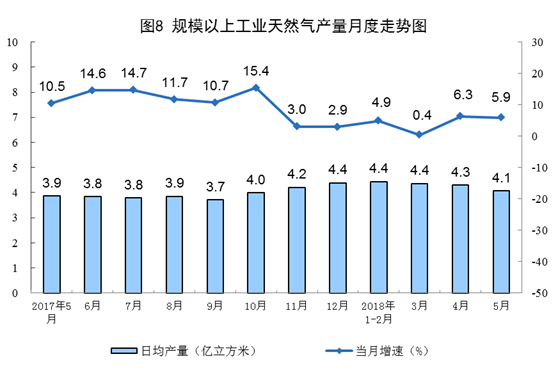 图8 规模以上工业天然气产量月度走势图
10 30
9 20
8 10
7 0
6
5 -10
4 -20
3
2 -30
1 -40
0 -50
10.5 14.6 14.7 11.7 10.7 15.4 3.0 2.9 4.9 0.4 6.3 5.9
3.9 3.8 3.8 3.9 3.7 4.0 4.2 4.4 4.4 4.4 4.3 4.1
2017年5月 6月 7月 8月 9月 10月 11月 12月 2018年1-2月 3月 4月 5月
日均产量（亿立方米） 当月增速（%）